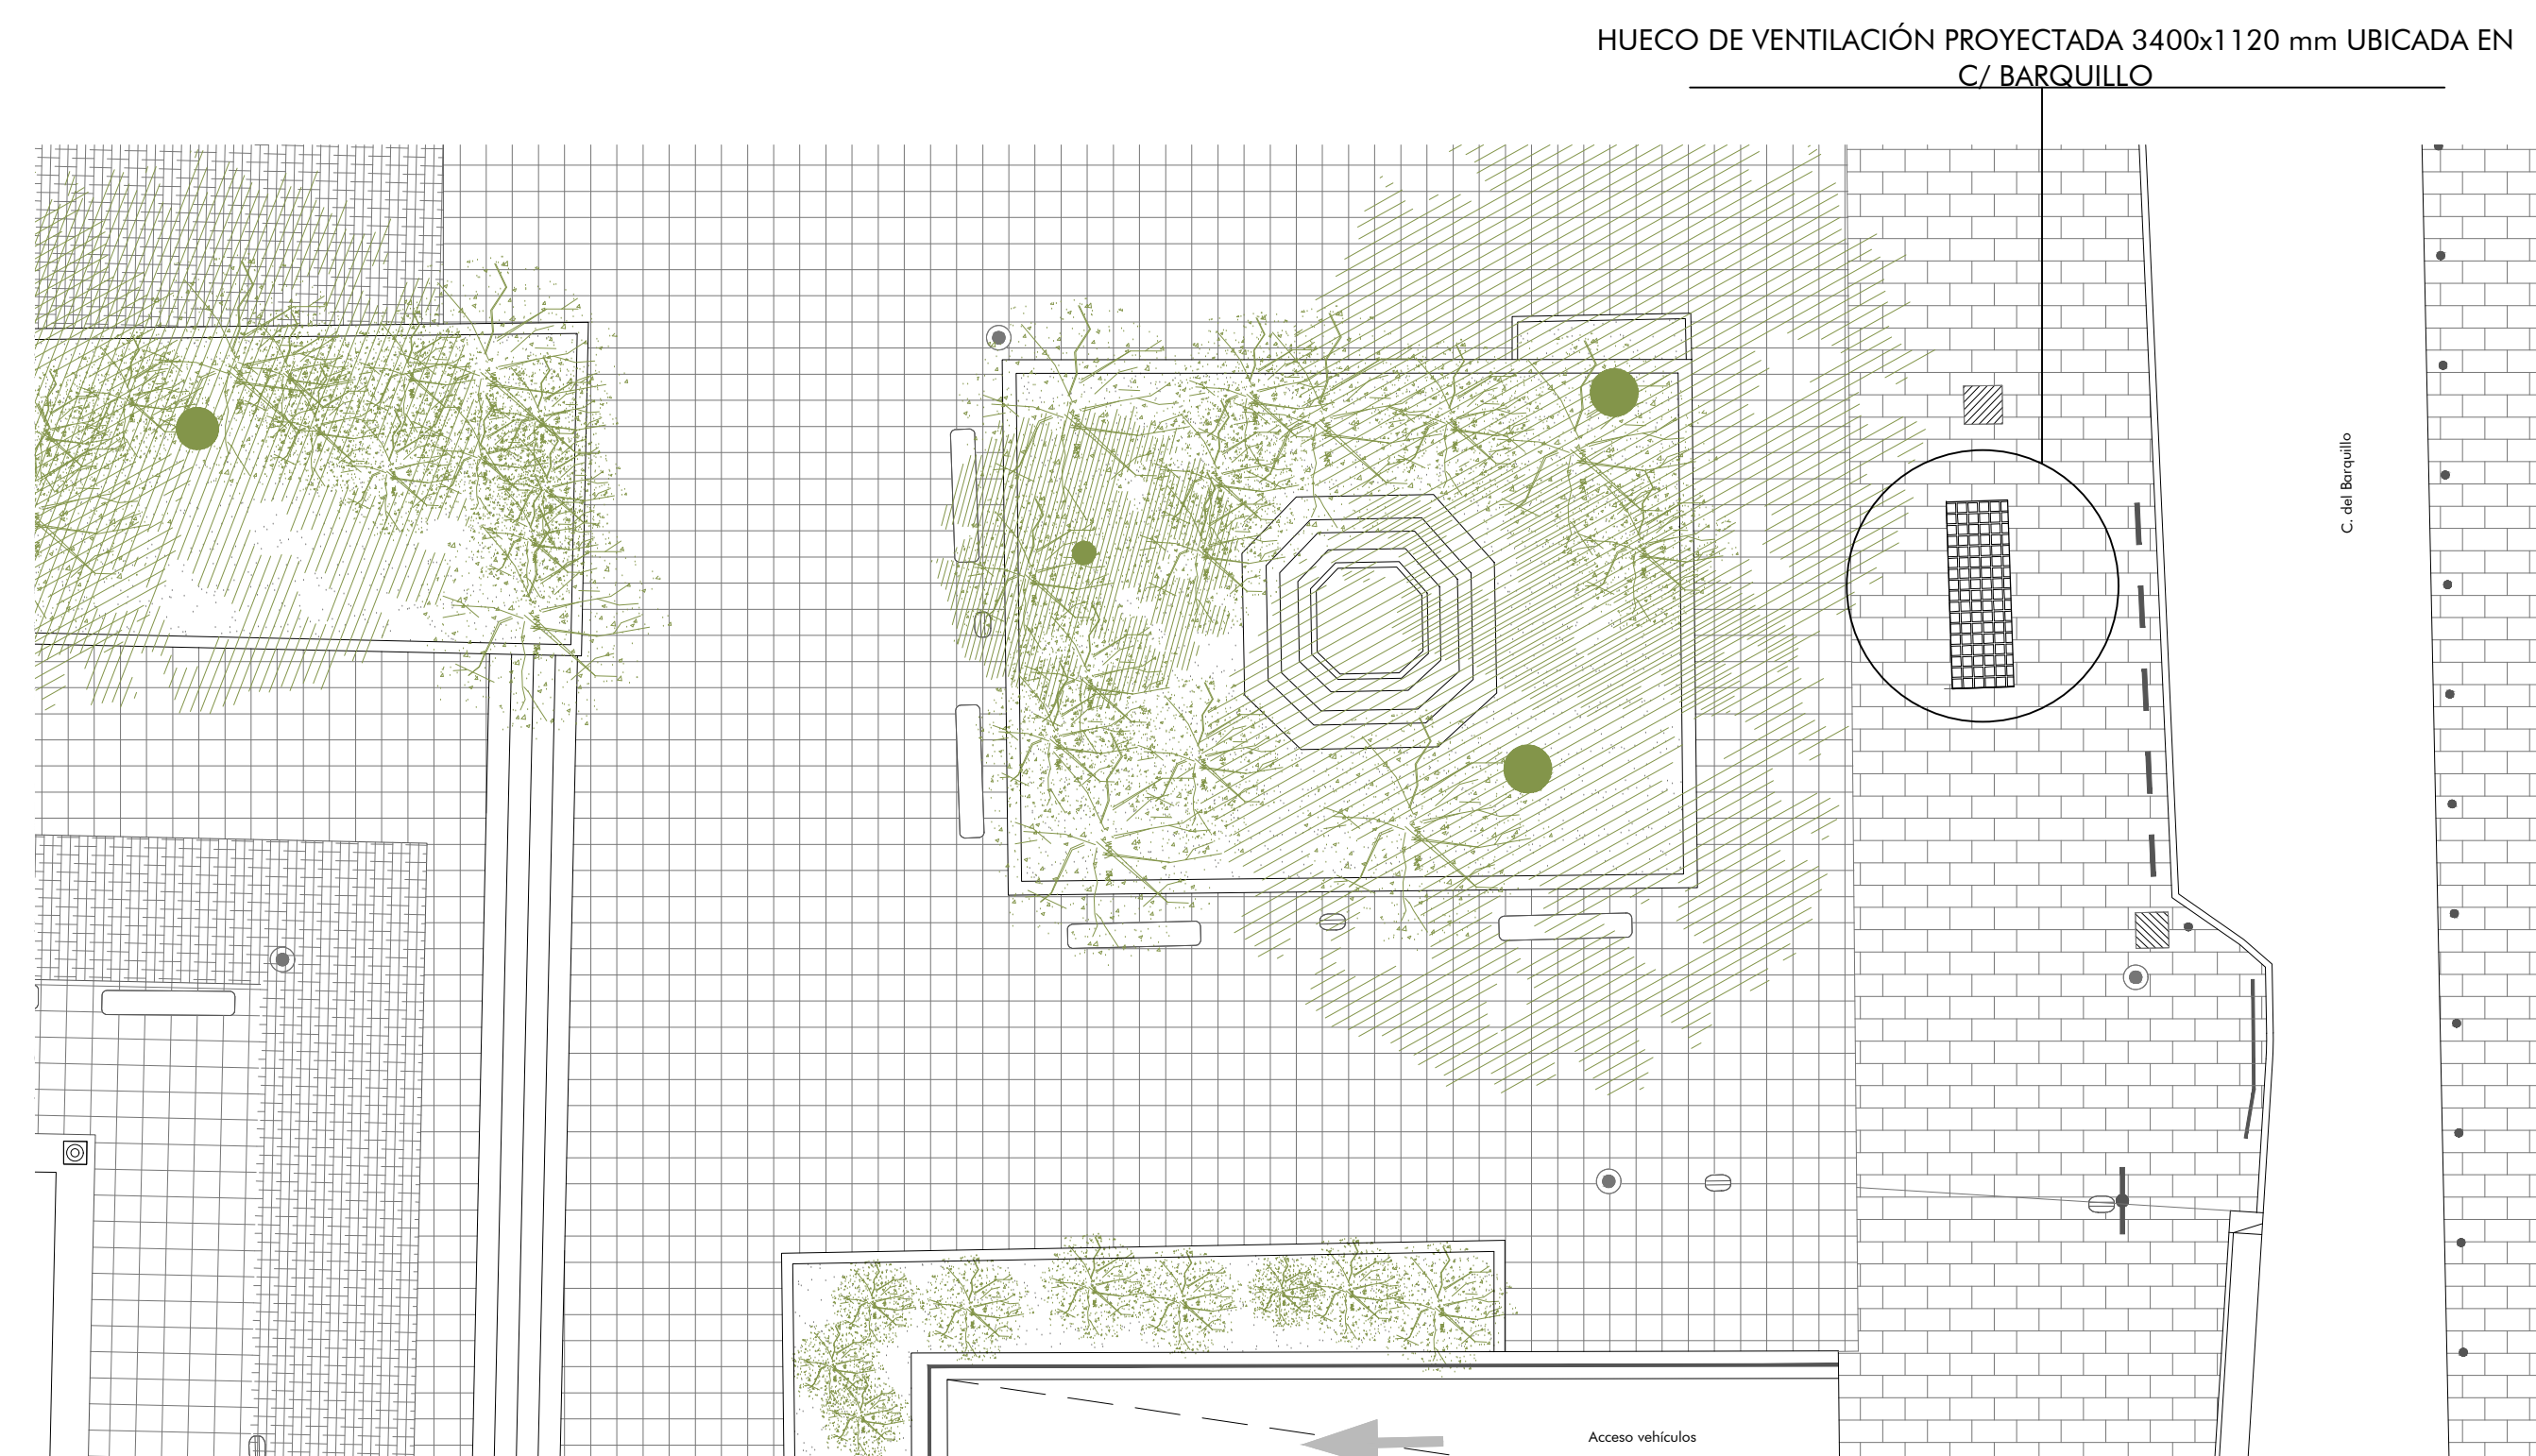 HUECO DE VENTILACIÓN PROYECTADA 3400x1120 mm UBICADA EN
C/ BARQUILLO
C. del Barquillo
Acceso vehículos